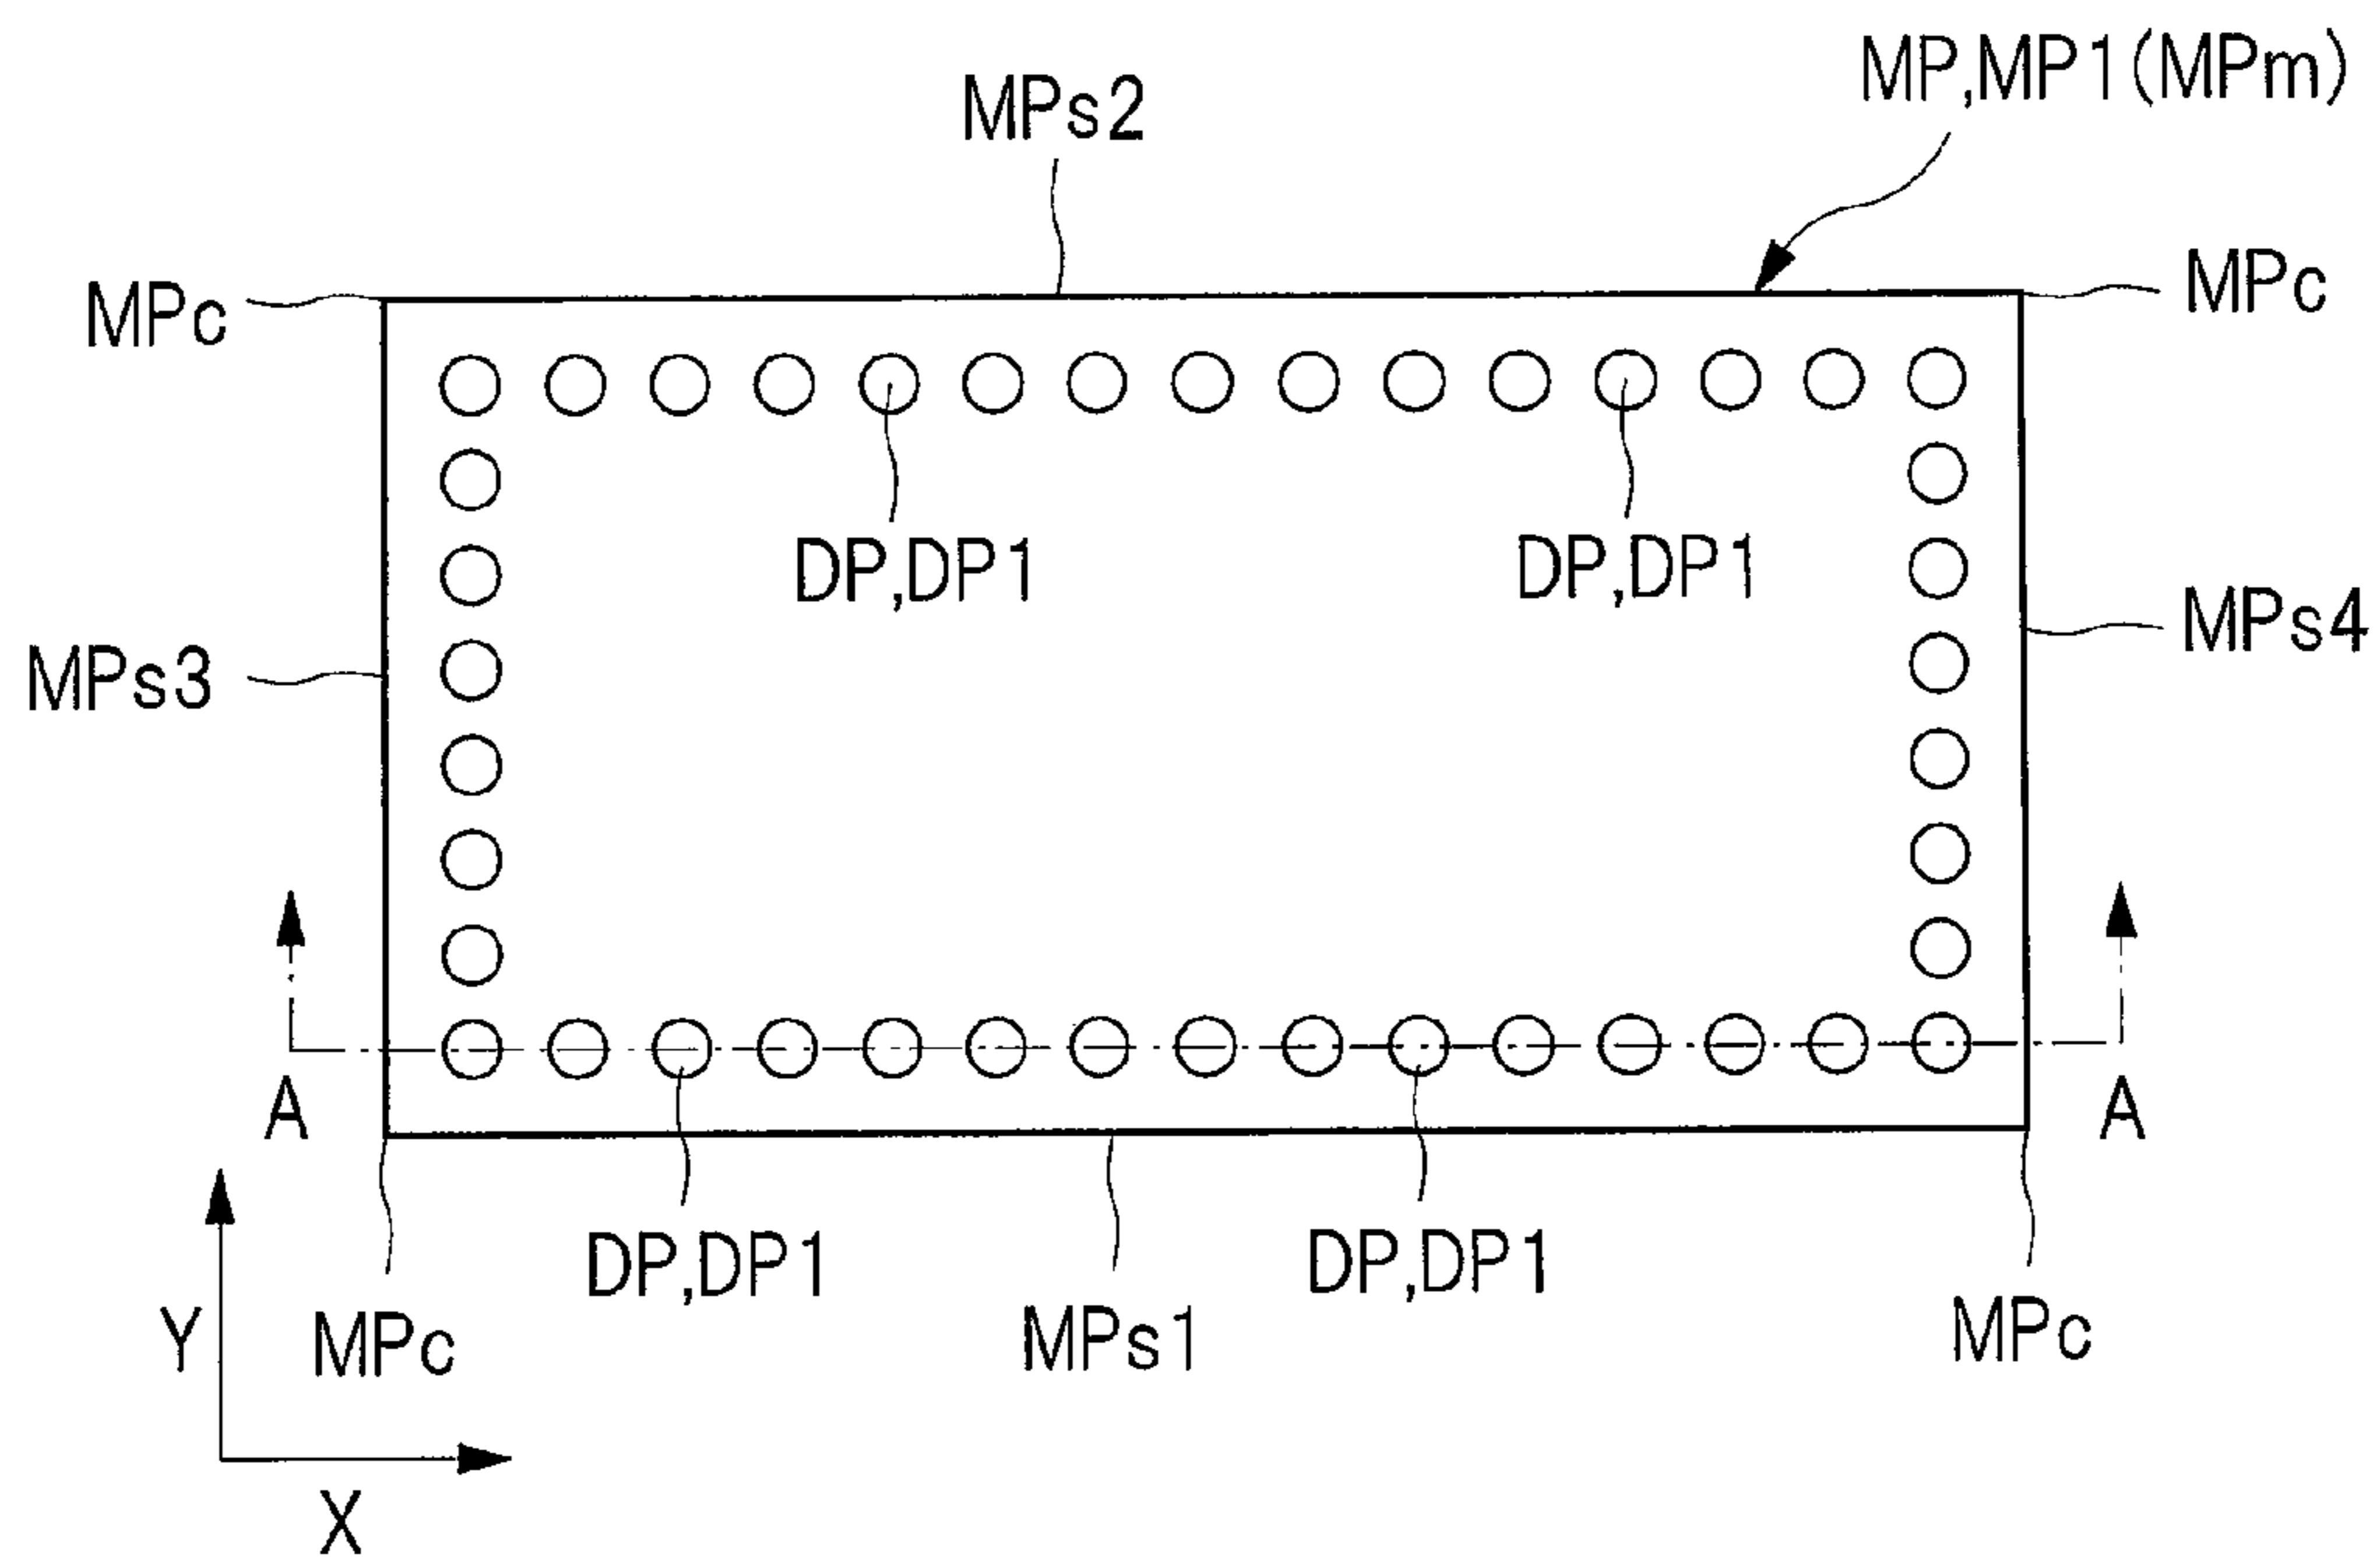 MP,MP1(MPm)
MPs2
MPc
MPc
DP,DP1
DP,DP1
MPs4
MPs3
A
A
DP,DP1
DP,DP1
Y
MPc
MPs1
MPc
X